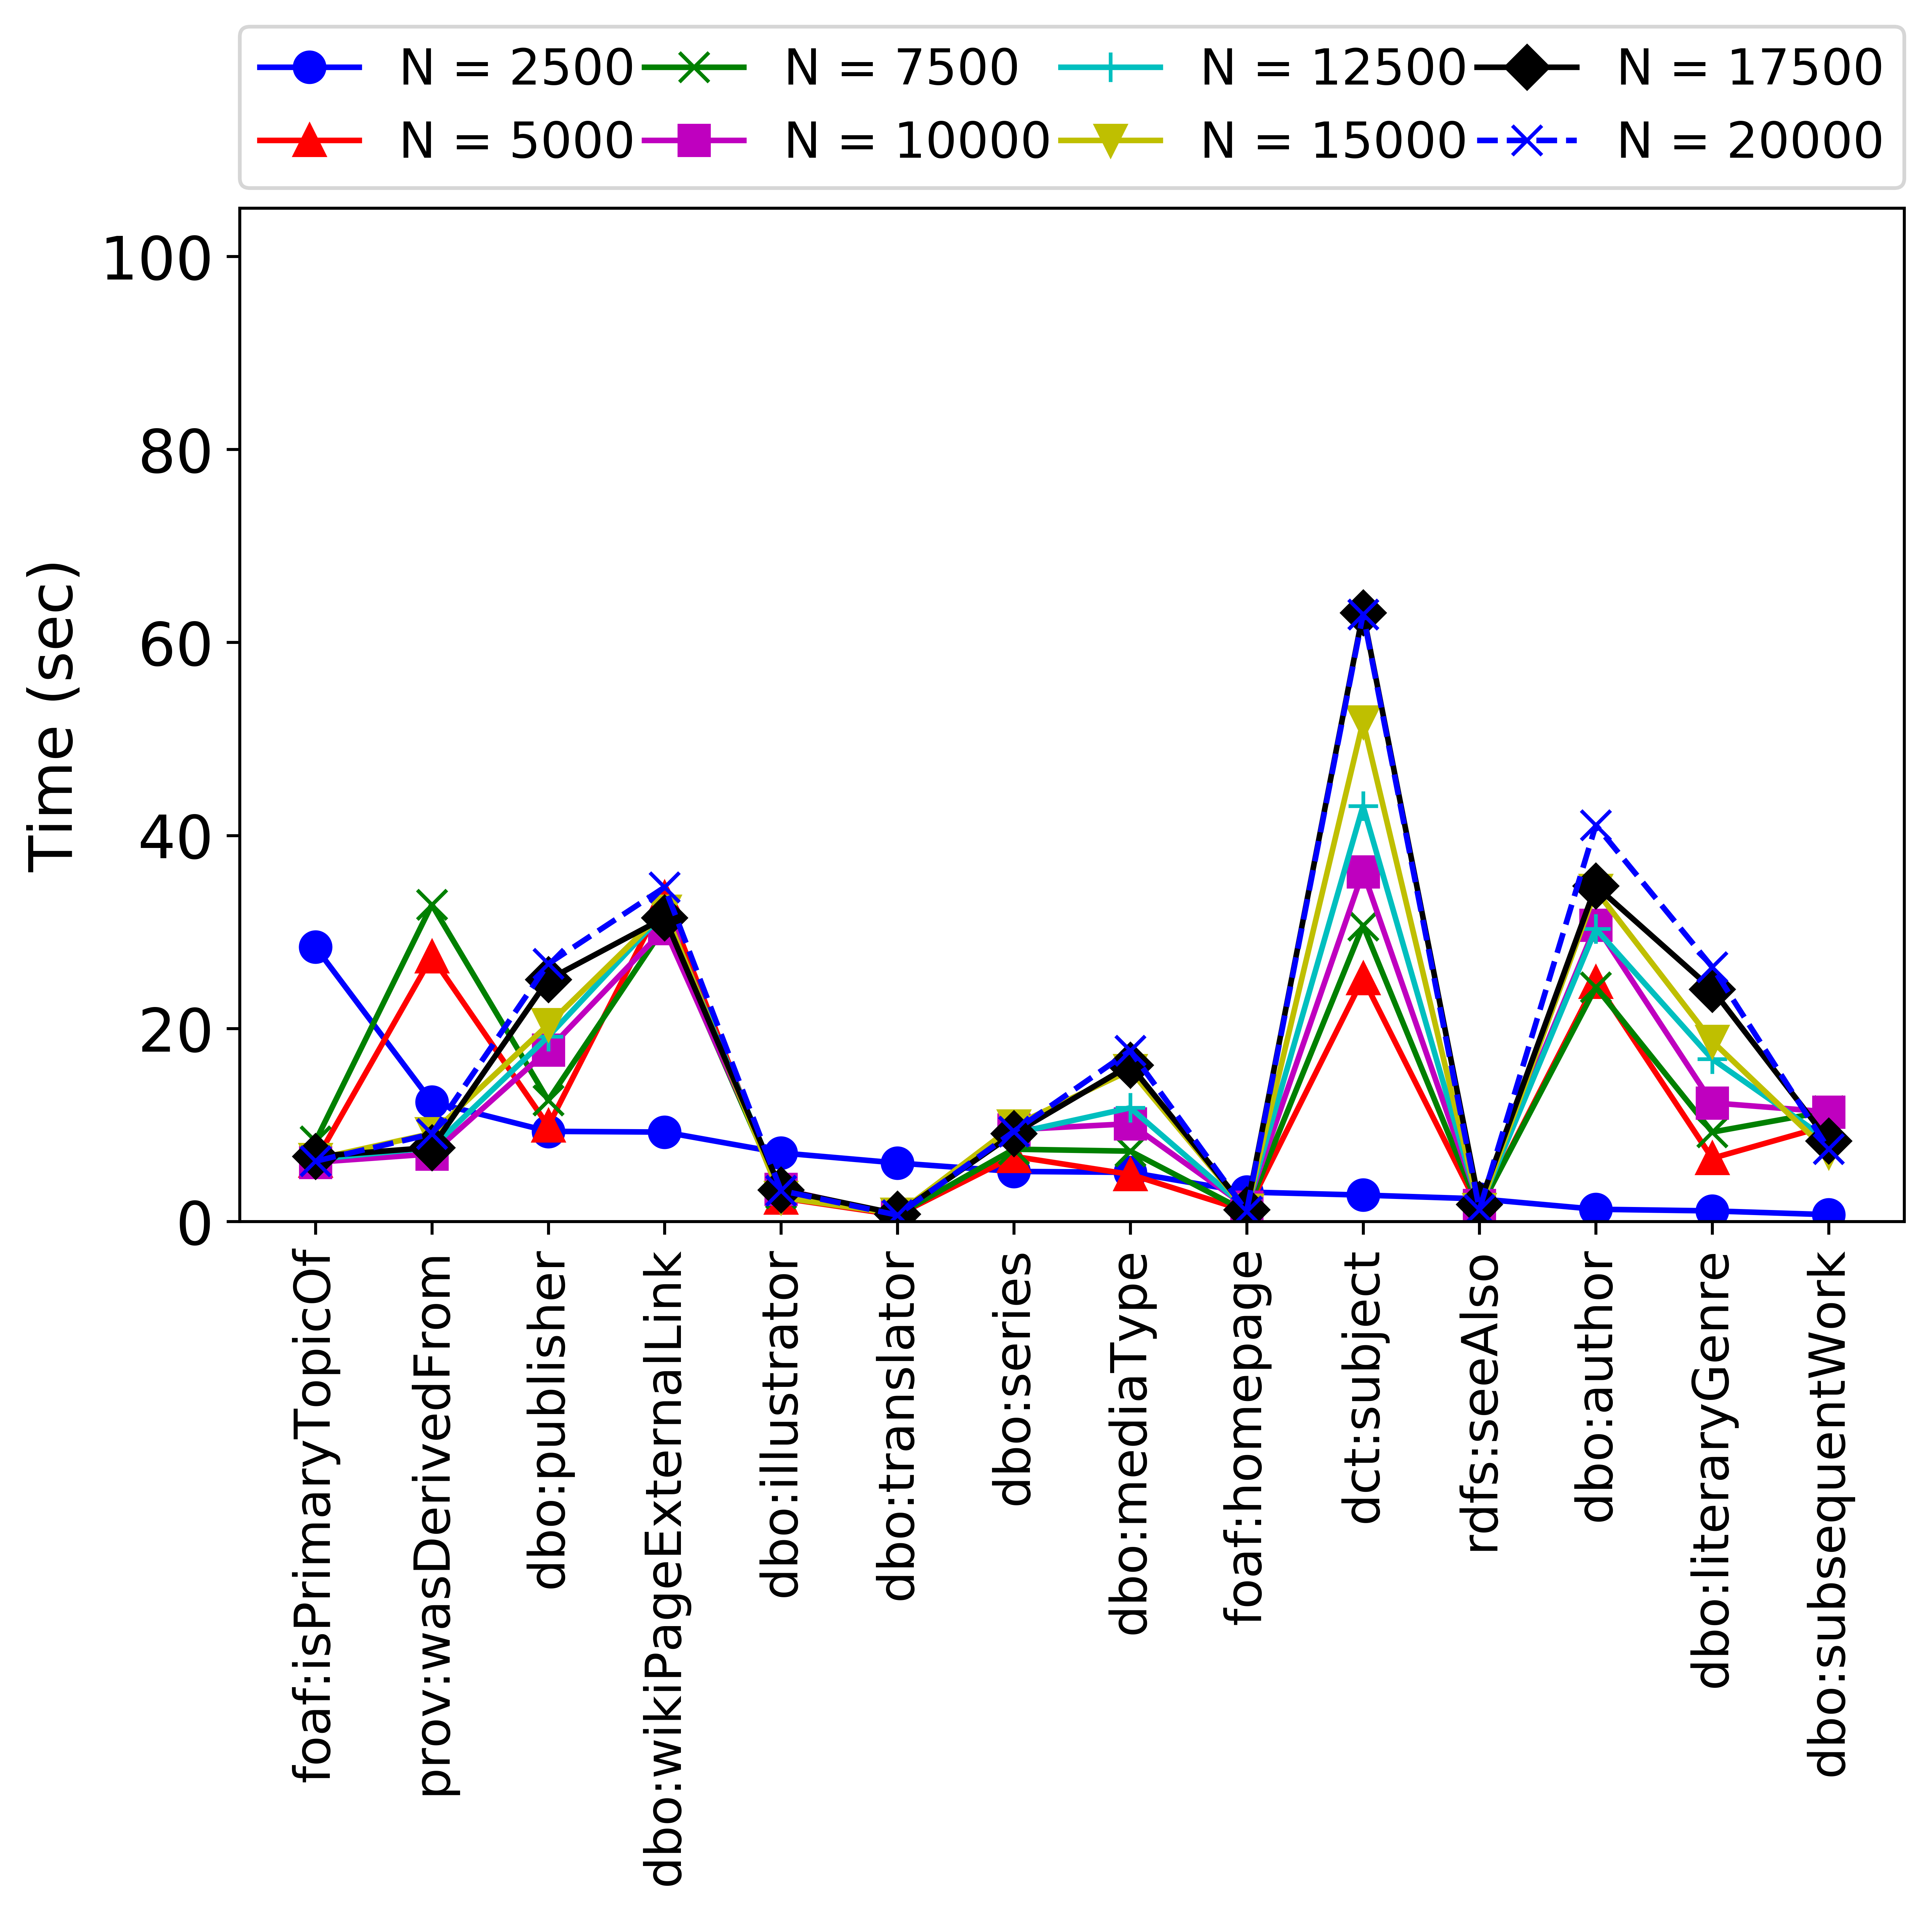 N = 2500 N = 7500 N = 12500 N = 17500
N = 5000 N = 10000 N = 15000 N = 20000
100
80
60
40
20
0
Time (sec)
foaf:isPrimaryTopicOf
prov:wasDerivedFrom
dbo:publisher
dbo:wikiPageExternalLink
dbo:illustrator
dbo:translator
dbo:series
dbo:mediaType
foaf:homepage
dct:subject
rdfs:seeAlso
dbo:author
dbo:literaryGenre
dbo:subsequentWork